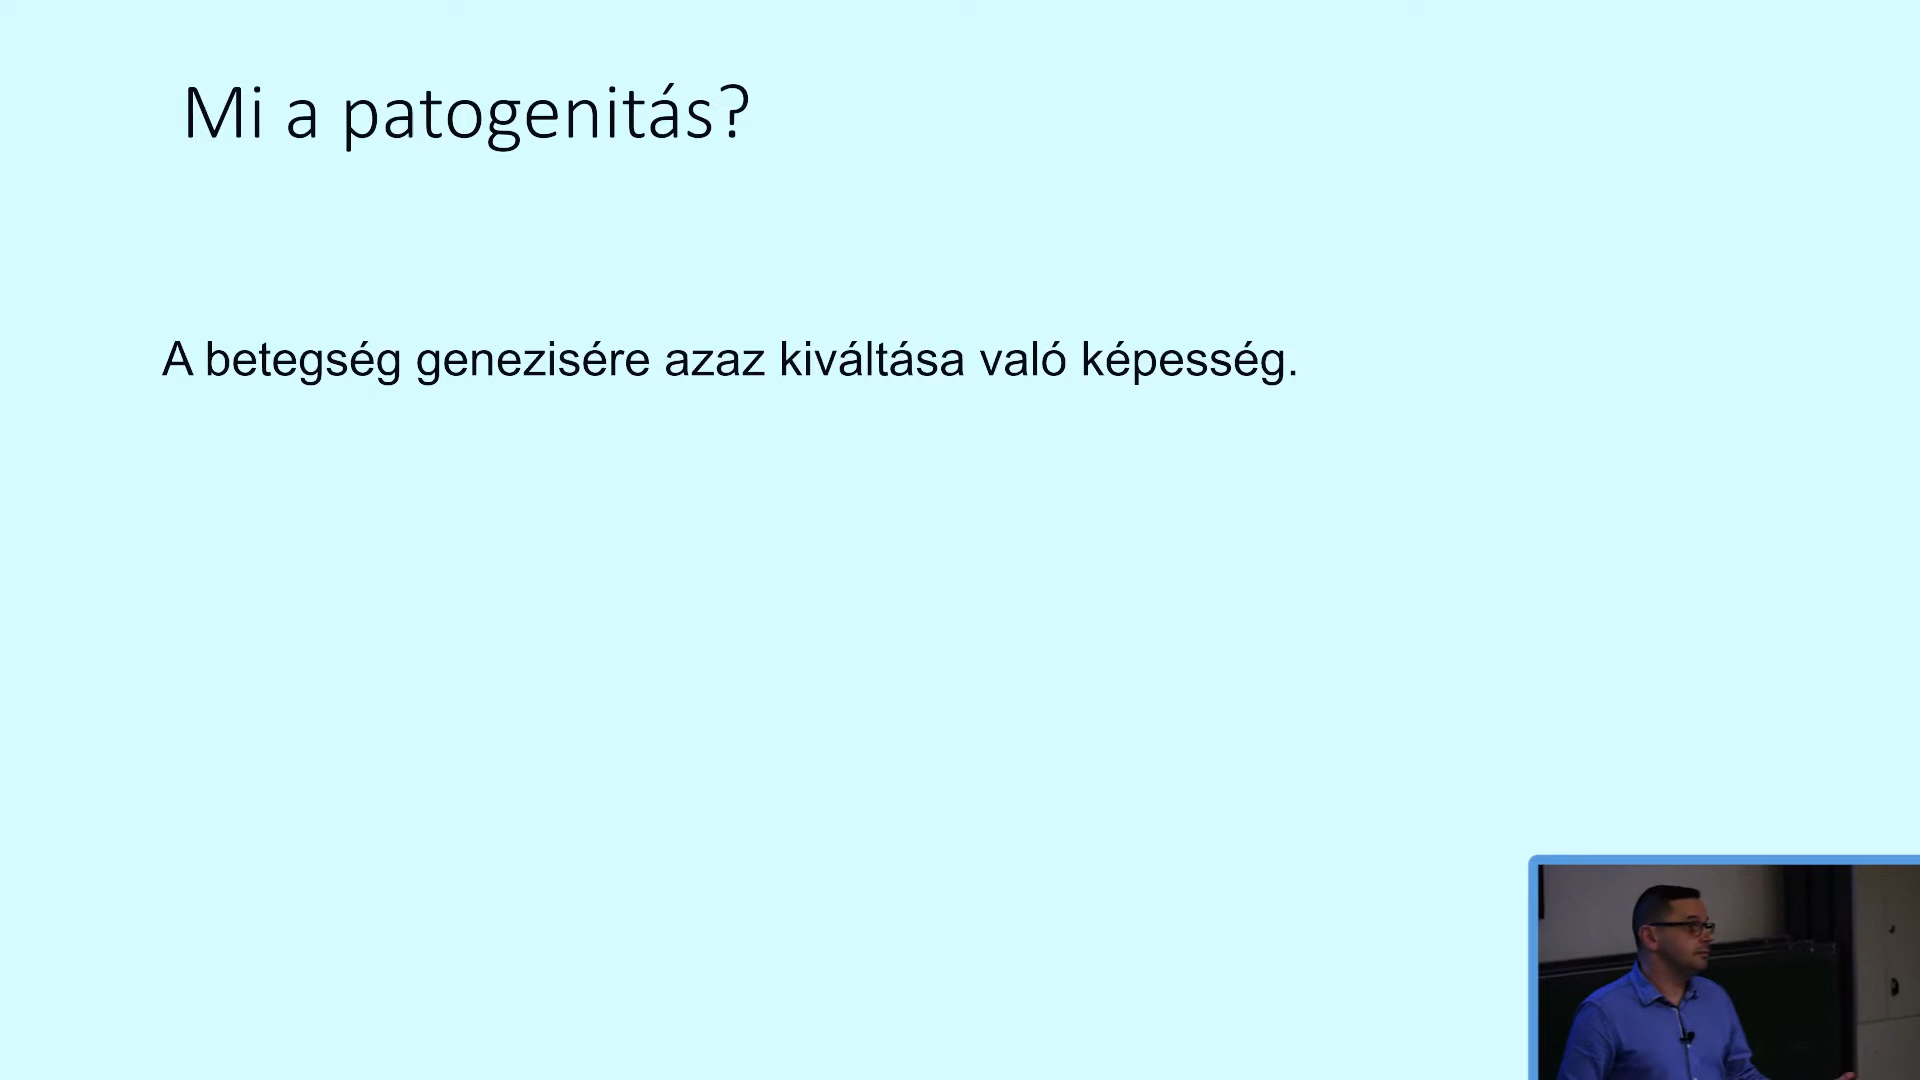 Mi a patogenitás?
A betegség genezisére azaz kiváltása való képesség.